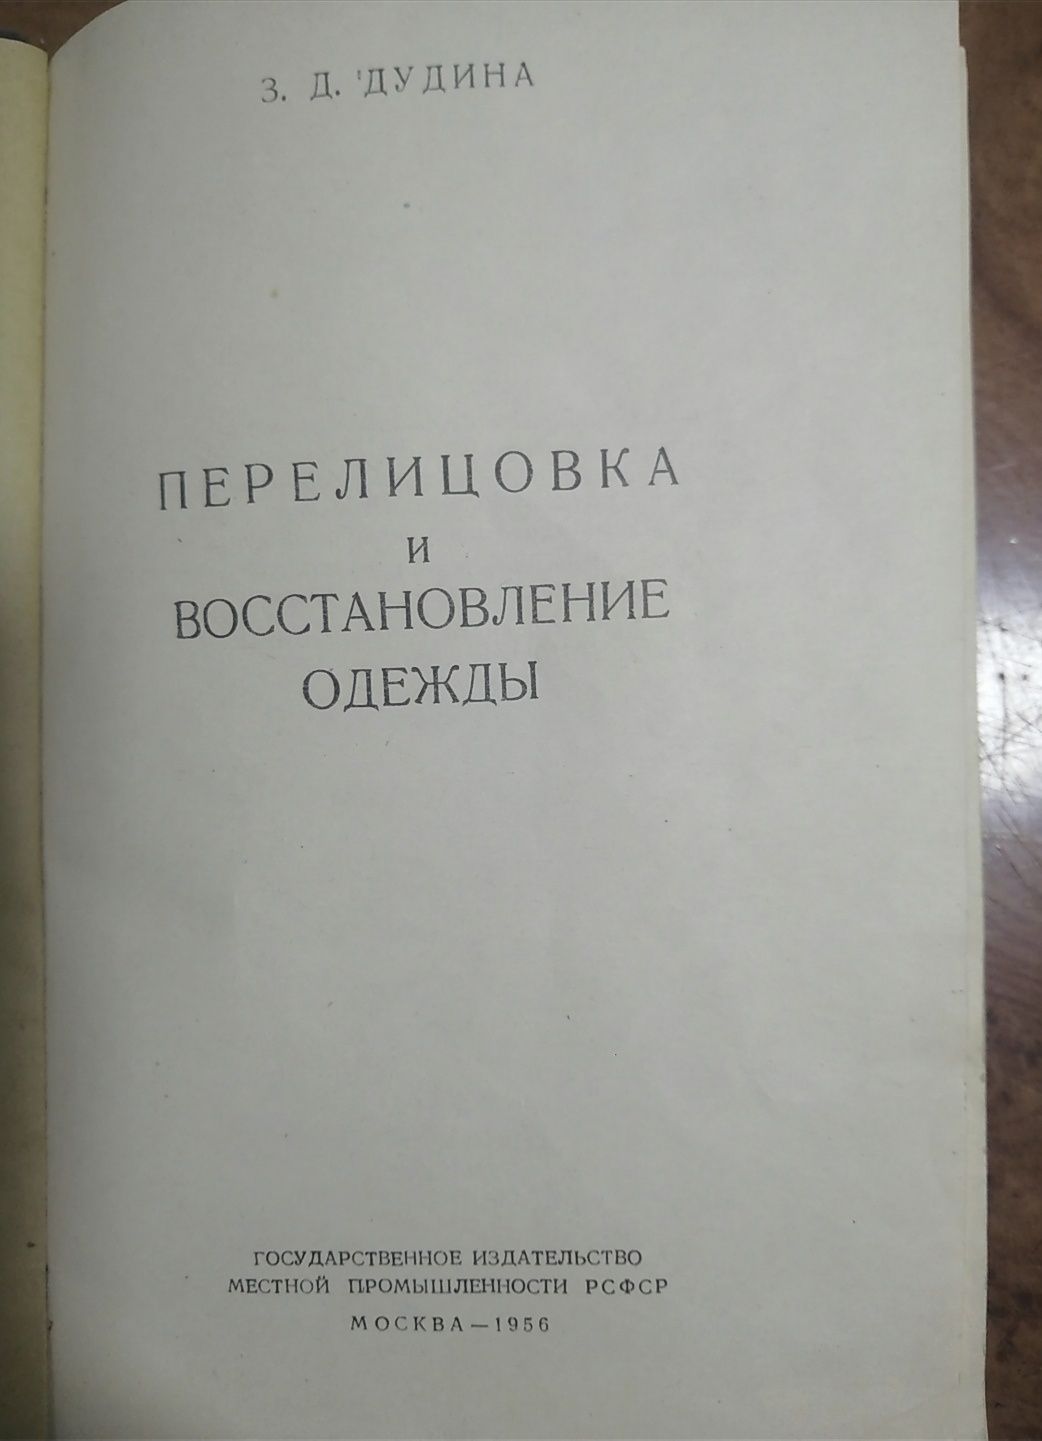 З. Д. ДУДИНА
ПЕРЕЛИЦОВКА
И
ВОССТАНОВЛЕНИЕ
ОДЕЖДЫ
ГОСУДАРСТВЕННОЕ ИЗДАТЕЛЬСТВО
МЕСТНОЙ ПРОМЫШЛЕННОСТИ РСФСР
МОСКВА — 1956